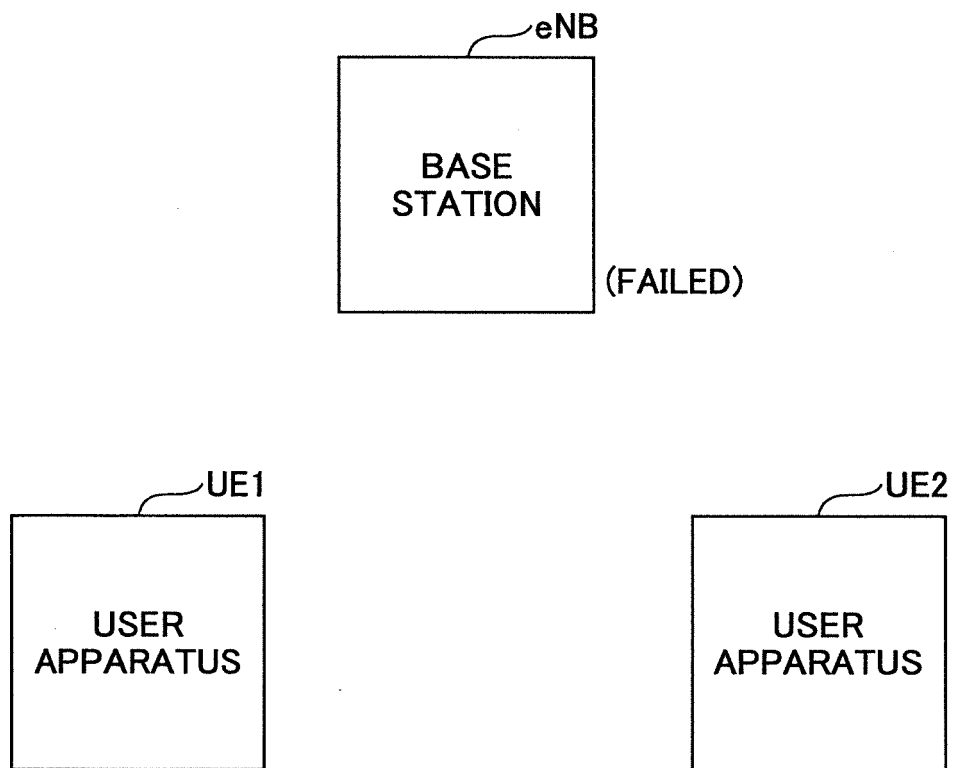 eNB
BASE
STATION
(FAILED)
UE1
UE2
USER
APPARATUS
USER
APPARATUS